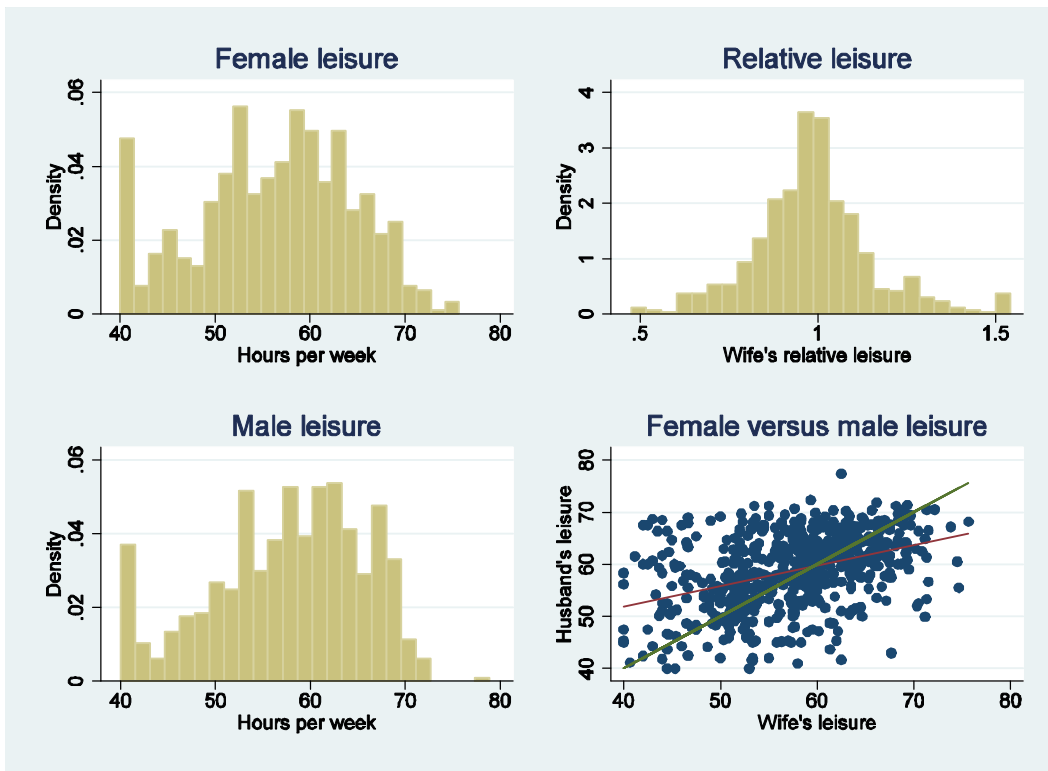 Female leisure
.06
.04
.02
0
Density
40 50 60 70 80
Hours per week
Relative leisure
4
3
2
1
0
Density
.5 1 1.5
Wife's relative leisure
Male leisure
.06
.04
.02
0
Density
40 50 60 70 80
Hours per week
Female versus male leisure
80
70
60
50
40
Husband's leisure
40 50 60 70 80
Wife's leisure